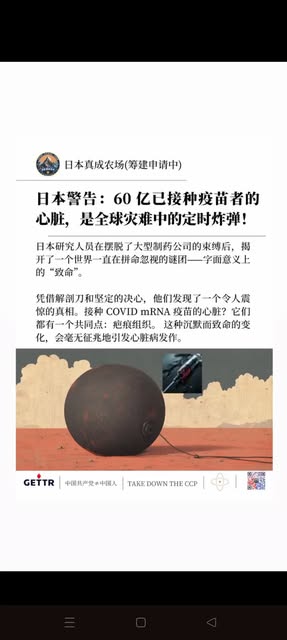 日本真成农场(筹建申请中)
日本警告：60 亿已接种疫苗者的
心脏，是全球灾难中的定时炸弹！
日本研究人员在摆脱了大型制药公司的束缚后，揭
开了一个世界一直在拼命忽视的谜团——字面意义上
的“致命”。
凭借解剖刀和坚定的决心，他们发现了一个令人震
惊的真相。接种 COVID mRNA 疫苗的心脏？它们
都有一个共同点：疤痕组织。 这种沉默而致命的变
化，会毫无征兆地引发心脏病发作。
GETTR
中国共产党≠中国人
TAKE DOWN THE CCP